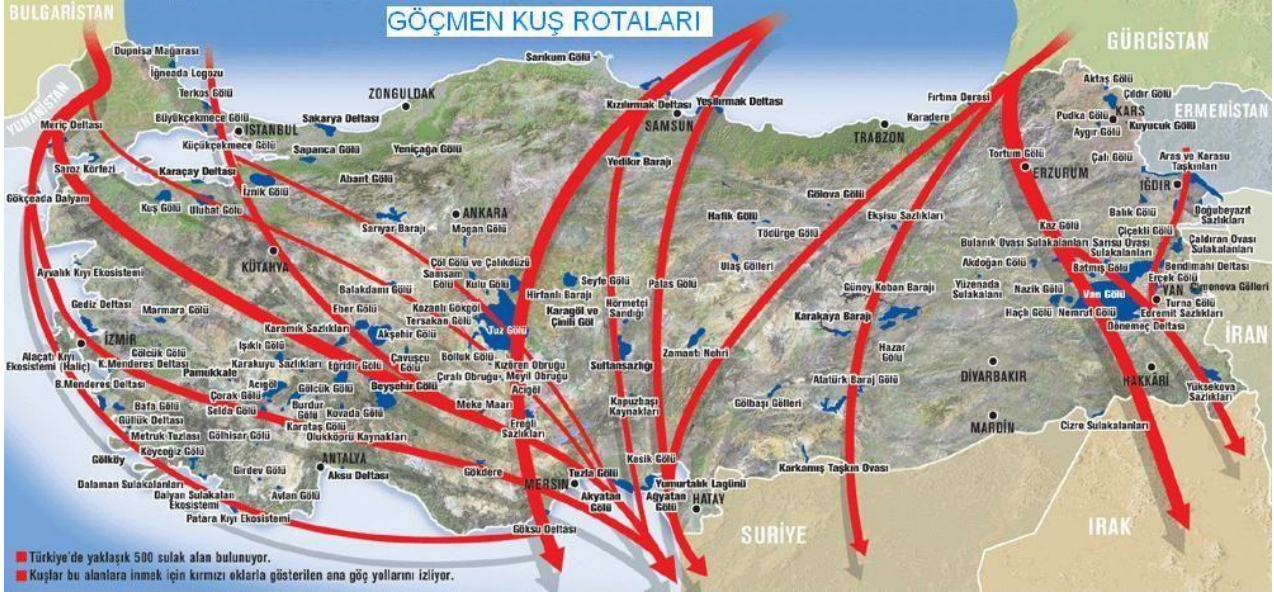 BULGARİSTAN
GÖÇMEN KUŞ ROTALARI
GÜRCİSTAN
YUNANİSTAN
ERMENİSTAN
Dupnisa Mağarası
İğneada Logozu
Terkos Gölü
Büyükçekmece Gölü
İSTANBUL
Küçükçekmece Gölü
Meriç Deltası
Saroz Körfezi
Gökçeada Dalyanı
Karaçay Deltası
İznik Gölü
Kuş Gölü
Ulubat Gölü
Sakarya Deltası
Sapanca Gölü
ZONGULDAK
Yeniçağa Gölü
Abant Gölü
Sarıkum Gölü
Kızılırmak Deltası
SAMSUN
Yeşilırmak Deltası
Yedikır Barajı
TRABZON
Karadere
Fırtına Deresi
Aktaş Gölü
Çıldır Gölü
Pudka Gölü
KARS
Aygır Gölü
Kuyucuk Gölü
Çalı Gölü
Aras ve Karasu
Taşkınları
Tortum Gölü
ERZURUM
IĞDIR
Balık Gölü
Doğubeyazıt
Sazlıkları
ANKARA
Mogan Gölü
Sarıyar Barajı
KÜTAHYA
Hafik Gölü
Tödürge Gölü
Gölova Gölü
Ekşisu Sazlıkları
Kaz Gölü
Çiçekli Gölü
Bulanık Ovası Sulakalanları
Sarısu Ovası
Sulakalanları
Çaldıran Ovası
Sulakalanları
Akdoğan Gölü
Batmış Gölü
Bendimahi Deltası
Erçek Gölü
Yüzenada
Sulakalanı
Nazik Gölü
Van Gölü
VAN
Turna Gölü
Haçlı Gölü
Nemrut Gölü
Edremit Sazlıkları
Dönemeç Deltası
İRAN
Ayvalık Kıyı Ekosistemi
Çöl Gölü ve Çalıkdüzü
Samsam
Gölü
Kulu Gölü
Balakdamı Gölü
Kozanlı Gökgöl
Tersakan Gölü
Tuz Gölü
Hirfanlı Barajı
Seyfe Gölü
Karagöl ve
Çinili Göl
Hörmetçi
Sandığı
Palas Gölü
Ulaş Gölleri
Güney Keban Barajı
Karakaya Barajı
Hazar
Gölü
Gediz Deltası
Marmara Gölü
İZMİR
Eber Gölü
Karamık Sazlıkları
Akşehir Gölü
Işıklı Gölü
Karakuyu Sazlıkları
Eğridir Gölü
Çavuşçu
Gölü
Bolluk Gölü
Kızören Obruğu
Çıralı Obruğu
Meyil Obruğu
Acıgöl
Sultansazlığı
Zamantı Nehri
DİYARBAKIR
HAKKÂRİ
Alaçatı Kıyı
Ekosistemi (Haliç)
Gölcük Gölü
K.Menderes Deltası
Pamukkale
B.Menderes Deltası
Acıgöl
Çorak Gölü
Gölcük Gölü
Beyşehir Gölü
Meke Maarı
Kapuzbaşı
Kaynakları
Gölbaşı Gölleri
Atatürk Baraj Gölü
Yüksekova
Sazlıkları
Bafa Gölü
Salda Gölü
Burdur
Gölü
Kovada Gölü
Güllük Deltası
Karataş Gölü
Metruk Tuzlası
Gölhisar Gölü
Olukköprü Kaynakları
Ereğli
Sazlıkları
MARDİN
Cizre Sulakalanları
Gölköy
Köyceğiz Gölü
ANTALYA
Girdev Gölü
Aksu Deltası
Gökdere
Kesik Gölü
Karkamış Taşkın Ovası
Dalaman Sulakalanları
Dalyan Sulakalan
Ekosistemi
Avlan Gölü
MERSİN
Tuzla Gölü
Yumurtalık Lagünü
Akyatan
Gölü
Ağyatan
Gölü
HATAY
Patara Kıyı Ekosistemi
Göksu Deltası
SURİYE
IRAK
Türkiye'de yaklaşık 500 sulak alan bulunuyor.
Kuşlar bu alanlara inmek için kırmızı oklarla gösterilen ana göç yollarını izliyor.